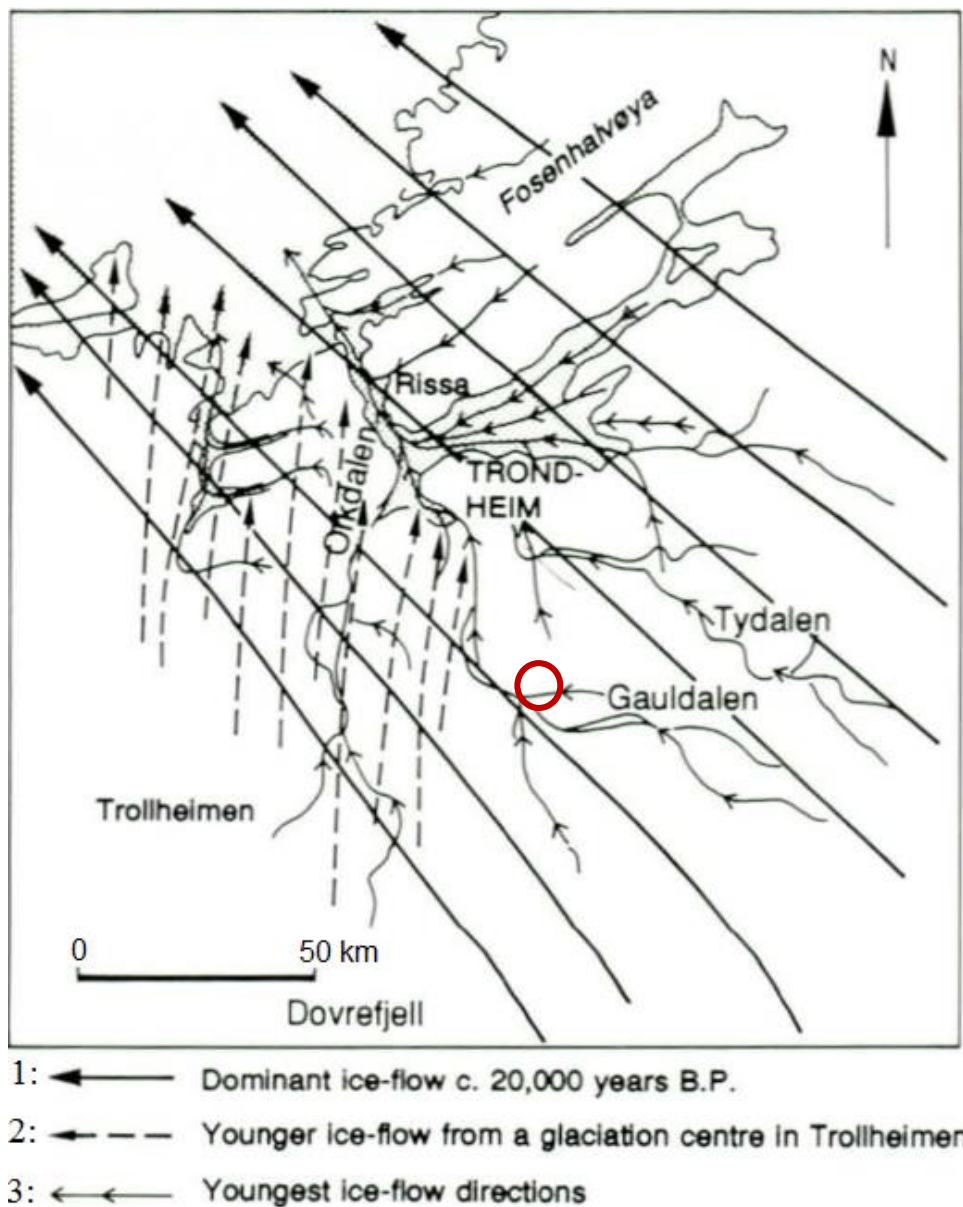 N
Fosenhalvøya
Rissa
Orkdalen
TROND-
HEIM
Tydalen
Gauldalen
Trollheimen
0 50 km
Dovrefjell
1: Dominant ice-flow c. 20,000 years B.P.
2: Younger ice-flow from a glaciation centre in Trollheimen
3: Youngest ice-flow directions